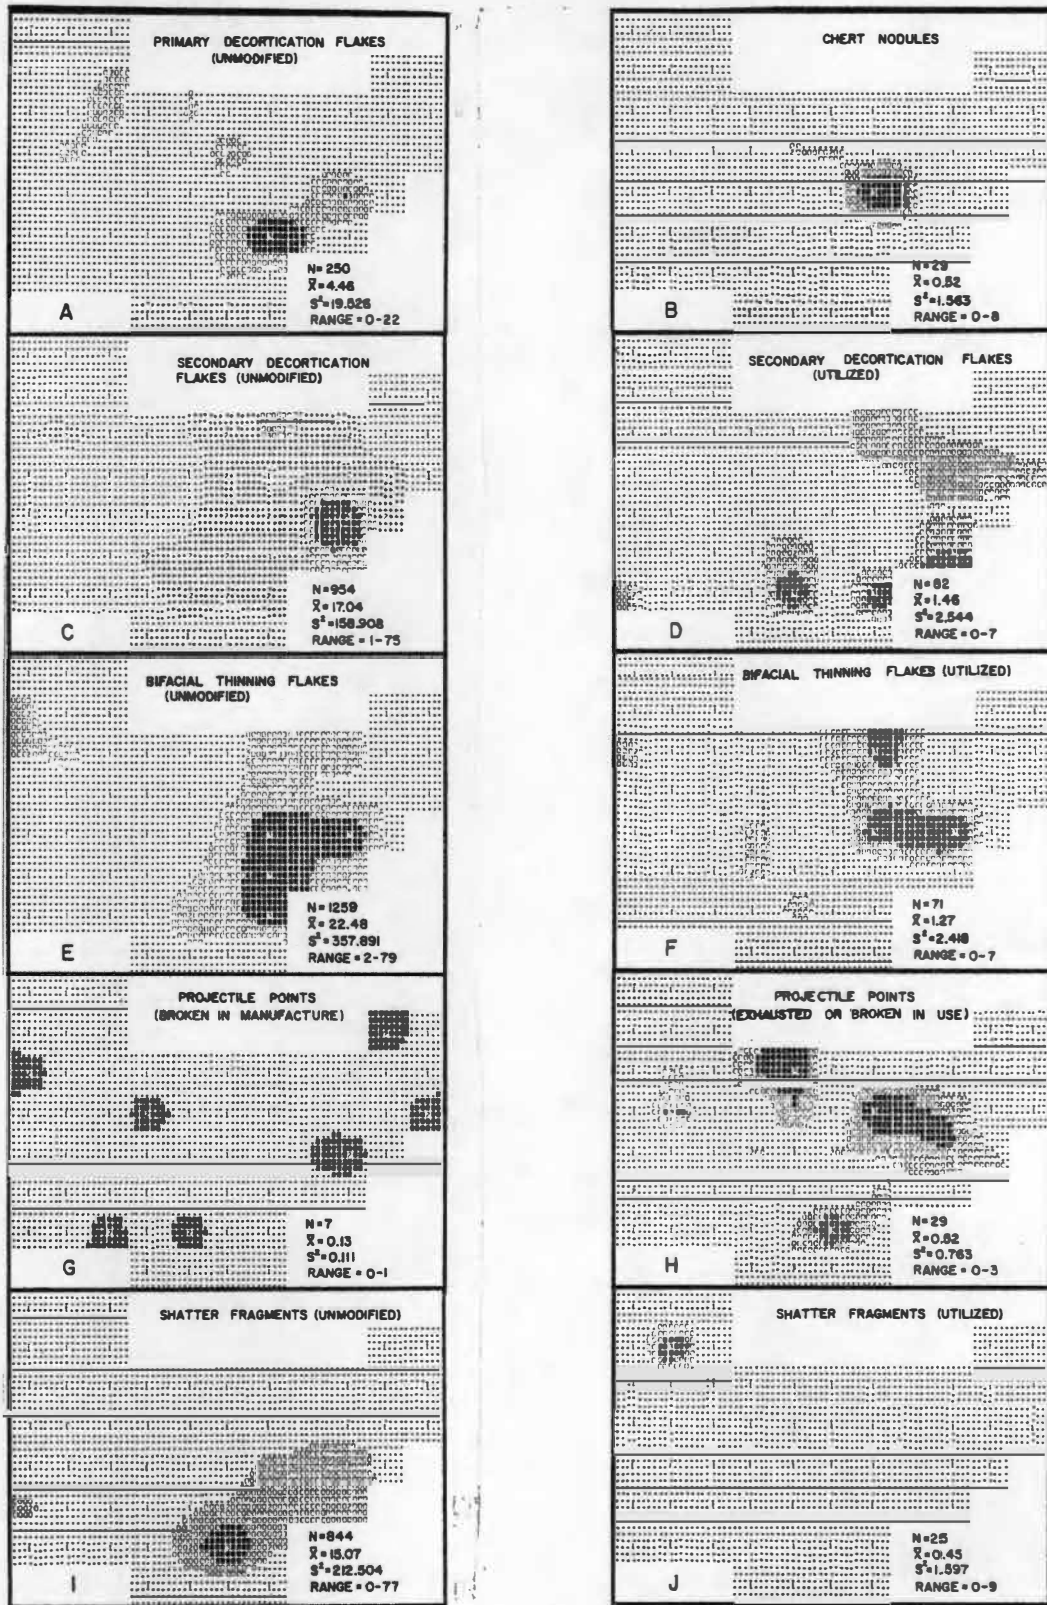 PRIMARY DECORTICATION FLAKES
(UNMODIFIED)
N=250
X̄=4.46
S²=19.526
RANGE=0-22
A
CHERT NODULES
N=29
X̄=0.52
S²=1.563
RANGE=0-8
B
SECONDARY DECORTICATION
FLAKES (UNMODIFIED)
N=954
X̄=17.04
S²=158.908
RANGE=1-75
C
SECONDARY DECORTICATION FLAKES
(UTILIZED)
N=82
X̄=1.46
S²=2.544
RANGE=0-7
D
BIFACIAL THINNING FLAKES
(UNMODIFIED)
N=1259
X̄=22.48
S²=357.891
RANGE=2-79
E
BIFACIAL THINNING FLAKES (UTILIZED)
N=71
X̄=1.27
S²=2.418
RANGE=0-7
F
PROJECTILE POINTS
(BROKEN IN MANUFACTURE)
N=7
X̄=0.13
S²=0.111
RANGE=0-1
G
PROJECTILE POINTS
(EXHAUSTED OR BROKEN IN USE)
N=29
X̄=0.52
S²=0.763
RANGE=0-3
H
SHATTER FRAGMENTS (UNMODIFIED)
N=844
X̄=15.07
S²=212.504
RANGE=0-77
I
SHATTER FRAGMENTS (UTILIZED)
N=25
X̄=0.45
S²=1.597
RANGE=0-9
J